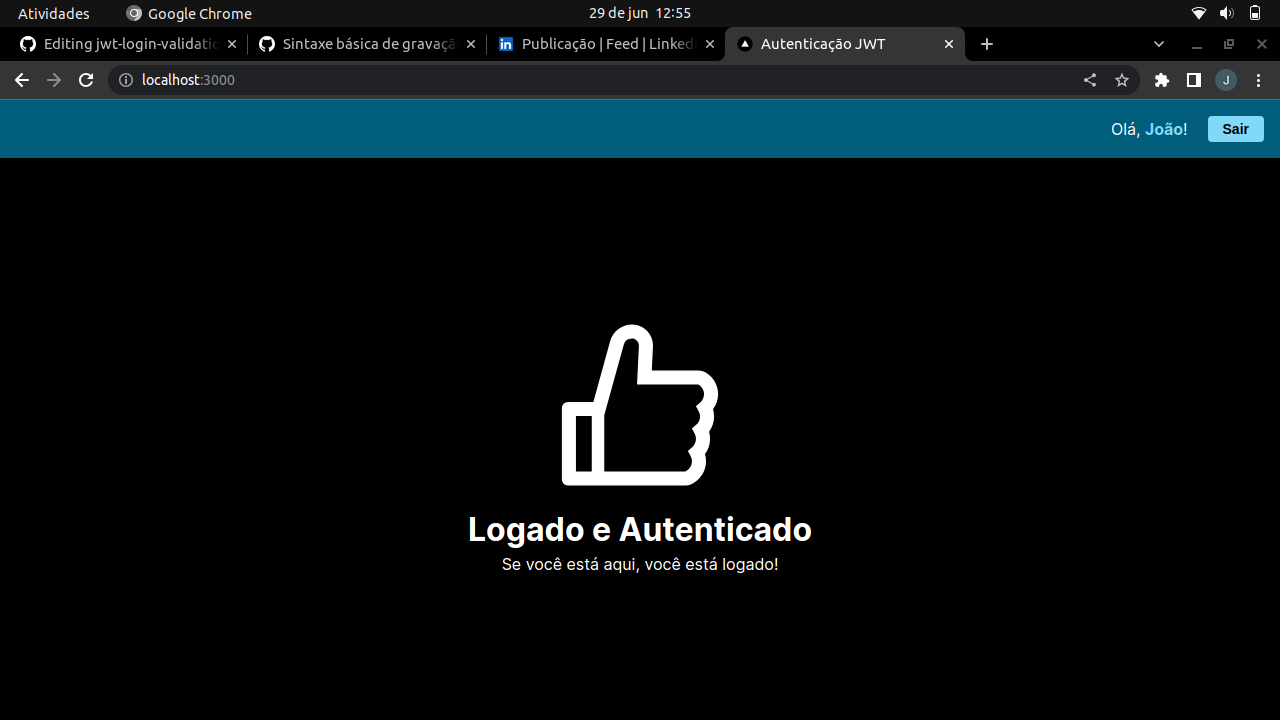 Atividades Google Chrome 29 de jun 12:55
Editing jwt-login-validatio Sintaxe básica de gravaçã Publicação | Feed | Linked Autenticação JWT
localhost:3000 J
Olá, João! Sair
Logado e Autenticado
Se você está aqui, você está logado!